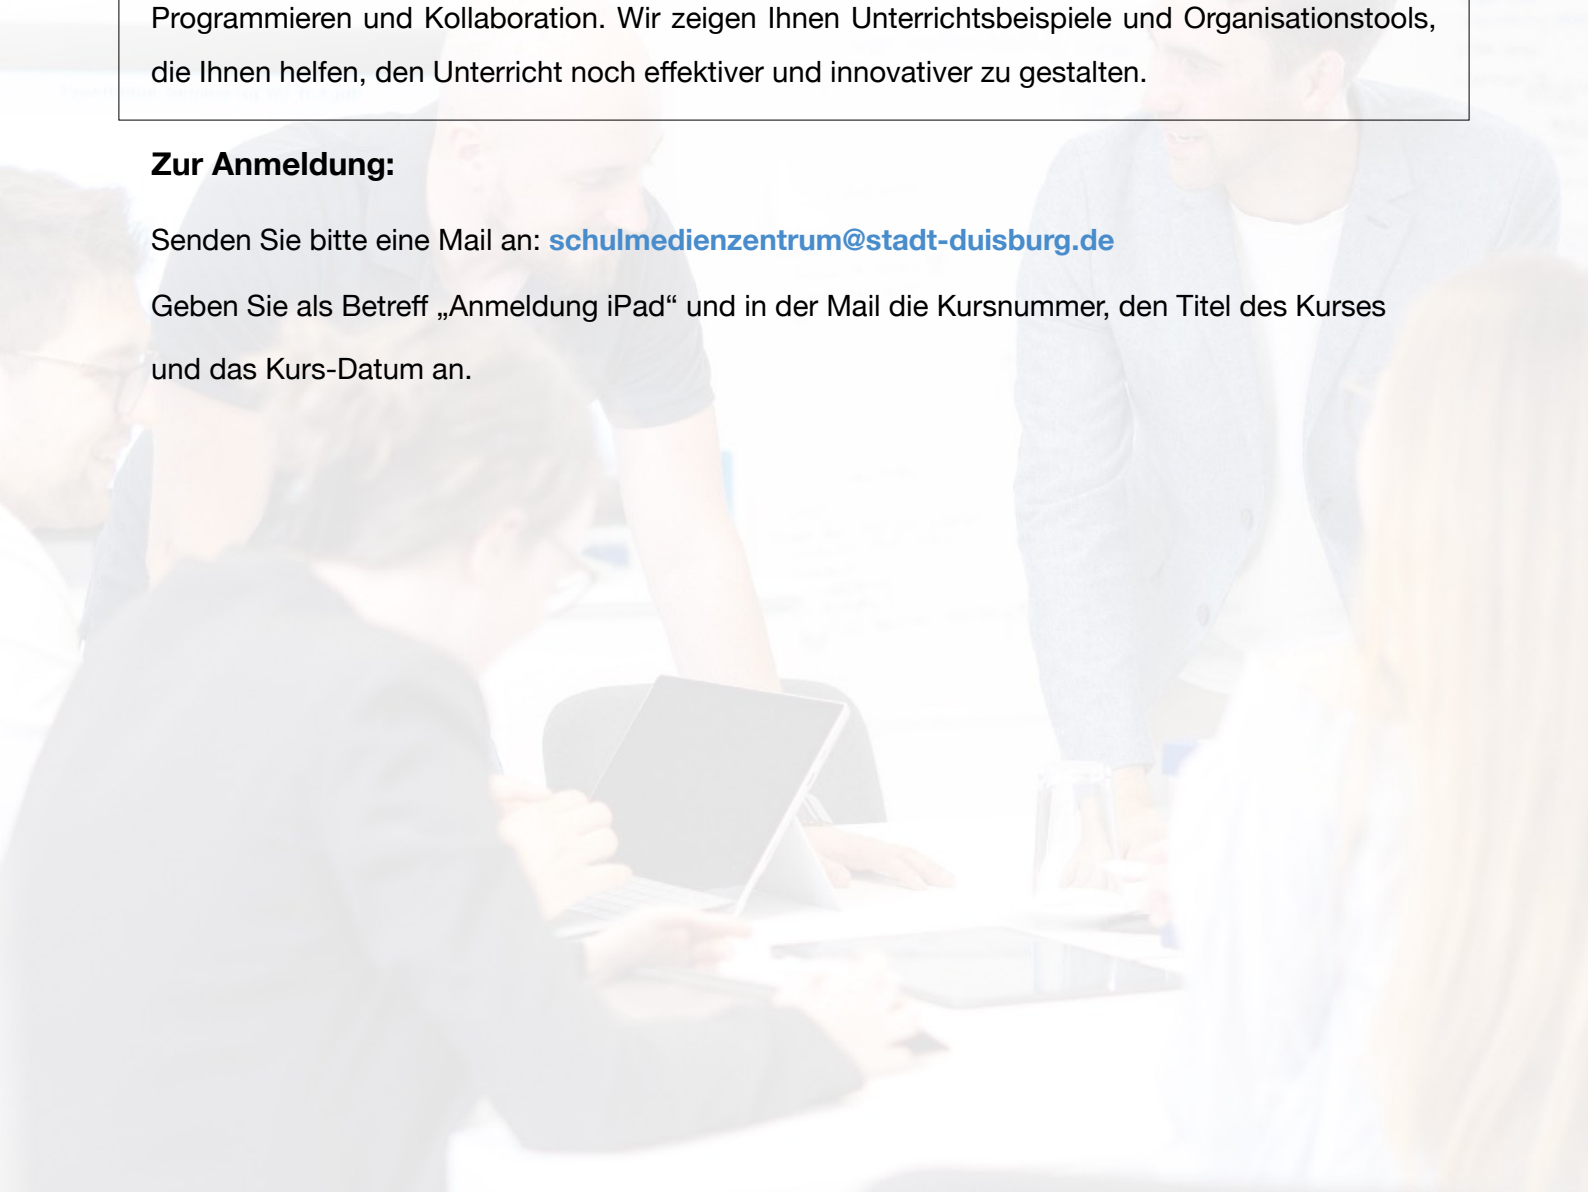 Programmieren und Kollaboration. Wir zeigen Ihnen Unterrichtsbeispiele und Organisationstools,
die Ihnen helfen, den Unterricht noch effektiver und innovativer zu gestalten.
Zur Anmeldung:
Senden Sie bitte eine Mail an: schulmedienzentrum@stadt-duisburg.de
Geben Sie als Betreff „Anmeldung iPad“ und in der Mail die Kursnummer, den Titel des Kurses
und das Kurs-Datum an.